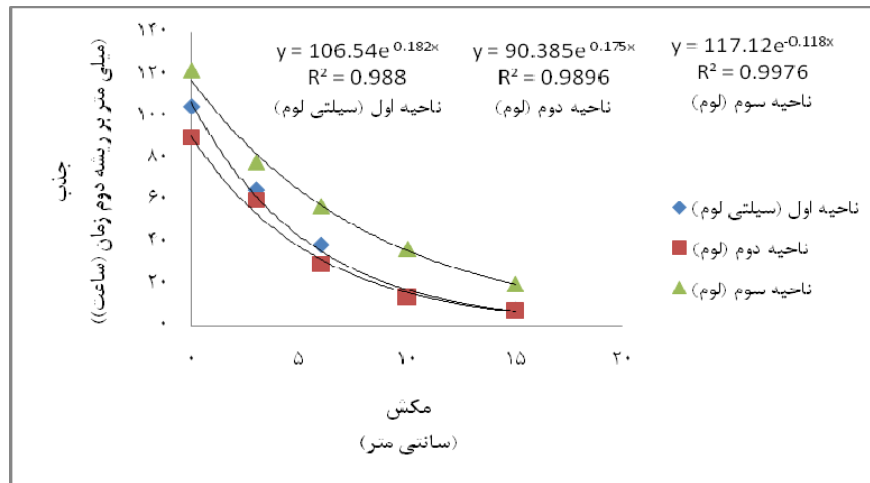 ۱۴۰
۱۲۰
۱۰۰
۸۰
۶۰
۴۰
۲۰
۰
جذب
(میلی متر بر ریشه دوم زمان (ساعت)))
y = 106.54e^0.182x
R² = 0.988
ناحیه اول (سیلتی لوم)
y = 90.385e^0.175x
R² = 0.9896
ناحیه دوم (لوم)
y = 117.12e^-0.118x
R² = 0.9976
ناحیه سوم (لوم)
ناحیه اول (سیلتی لوم)
ناحیه دوم (لوم)
ناحیه سوم (لوم)
۰ ۵ ۱۰ ۱۵ ۲۰
مکش
(سانتی متر)